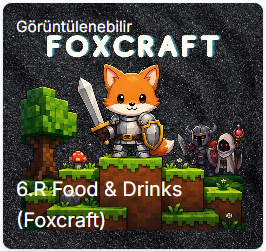 Görüntülenebilir
FOXCRAFT
6.R Food & Drinks
(Foxcraft)